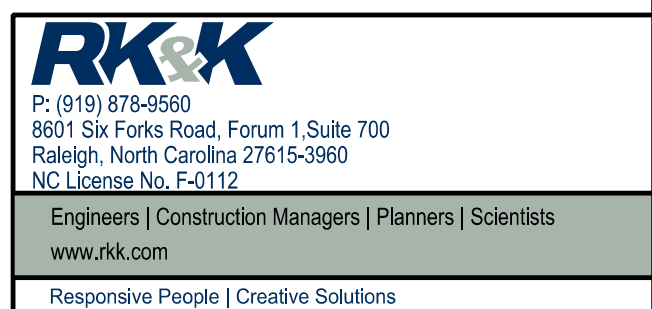 RK&K
P: (919) 878-9560
8601 Six Forks Road, Forum 1,Suite 700
Raleigh, North Carolina 27615-3960
NC License No. F-0112
Engineers | Construction Managers | Planners | Scientists
www.rkk.com
Responsive People | Creative Solutions